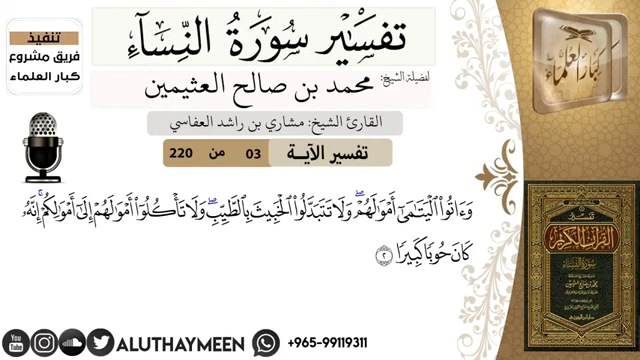 تنفيذ
فريق مشروع
كبار العلماء
تفسير سورة النساء
لفضيلة الشيخ: محمد بن صالح العثيمين
القارئ الشيخ: مشاري بن راشد العفاسي
تفسير الآية 03 من 220
كبار العلماء
وَءَاتُوا۟ ٱلْيَتَـٰمَىٰٓ أَمْوَٰلَهُمْ ۖ وَلَا تَتَبَدَّلُوا۟ ٱلْخَبِيثَ بِٱلطَّيِّبِ ۖ وَلَا تَأْكُلُوٓا۟ أَمْوَٰلَهُمْ إِلَىٰٓ أَمْوَٰلِكُمْ ۚ إِنَّهُۥ
كَانَ حُوبًا كَبِيرًا ٢
تفسير
القرآن الكريم
سورة النساء
ALUTHAYMEEN
+965-99119311